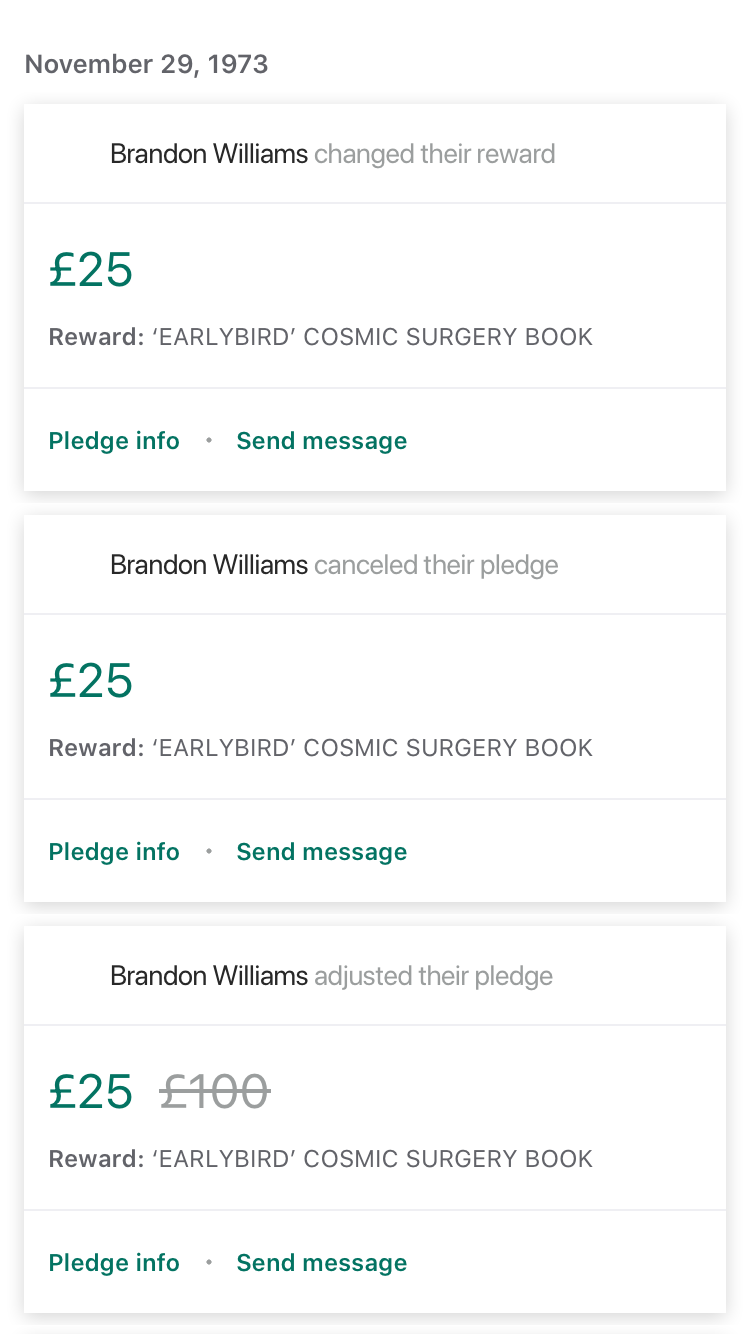 November 29, 1973
Brandon Williams changed their reward
£25
Reward: ‘EARLYBIRD’ COSMIC SURGERY BOOK
Pledge info • Send message
Brandon Williams canceled their pledge
£25
Reward: ‘EARLYBIRD’ COSMIC SURGERY BOOK
Pledge info • Send message
Brandon Williams adjusted their pledge
£25 £100
Reward: ‘EARLYBIRD’ COSMIC SURGERY BOOK
Pledge info • Send message